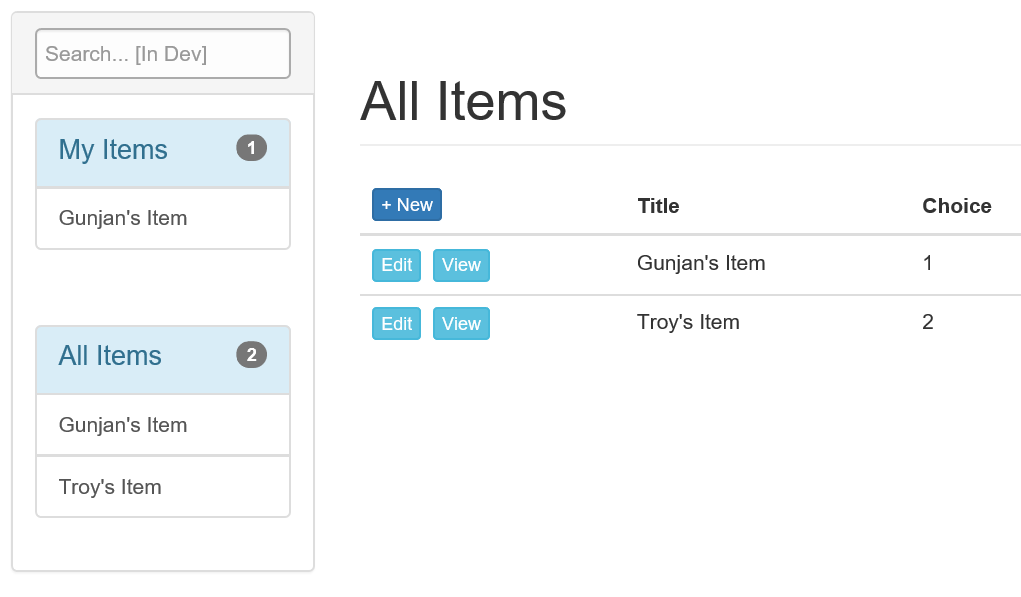 Search... [In Dev]
My Items 1
Gunjan's Item
All Items 2
Gunjan's Item
Troy's Item
All Items
+ New Title Choice
Edit View Gunjan's Item 1
Edit View Troy's Item 2